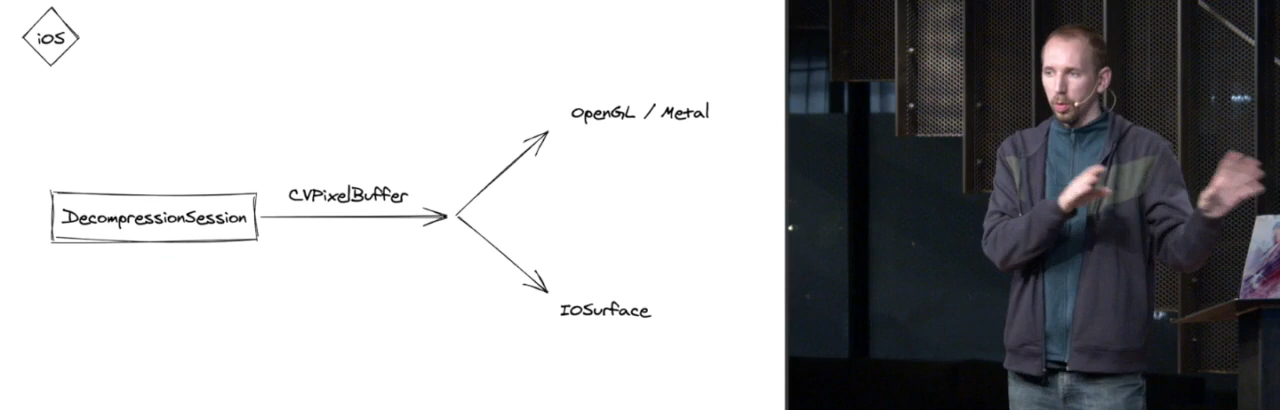 iOS
OpenGL / Metal
CVPixelBuffer
DecompressionSession
IOSurface